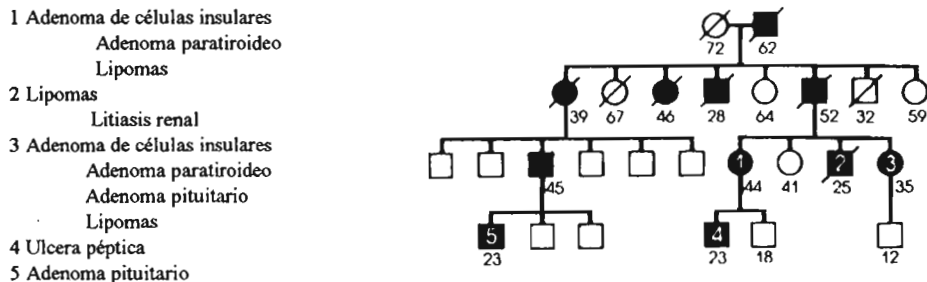 1 Adenoma de células insulares
Adenoma paratiroideo
Lipomas
2 Lipomas
Litiasis renal
3 Adenoma de células insulares
Adenoma paratiroideo
Adenoma pituitario
Lipomas
4 Ulcera péptica
5 Adenoma pituitario
72 62
39 67 46 28 64 52 32 59
1 2 3
45 44 41 25 35
5 4
23 23 18 12